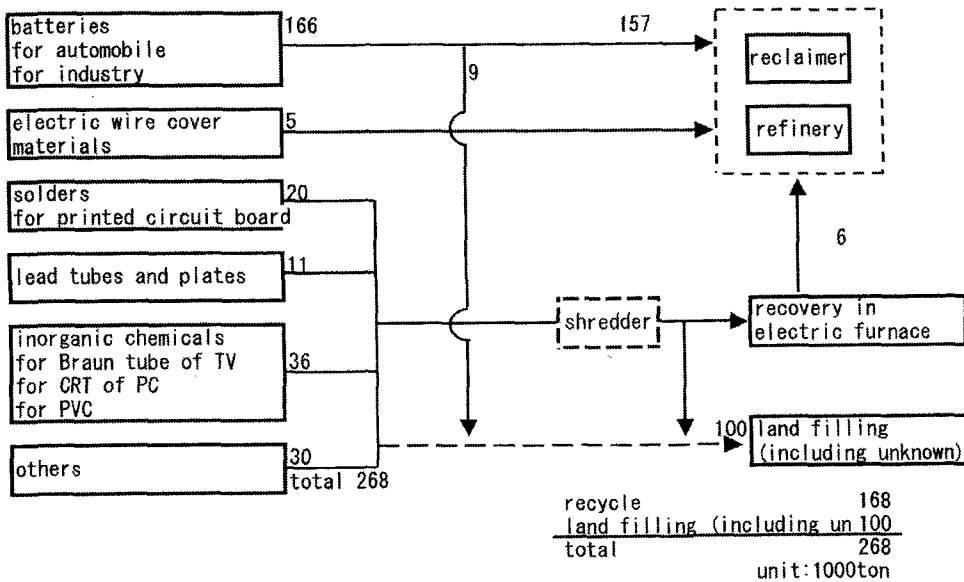 batteries
for automobile
for industry
166
157
9
reclaimer
refinery
electric wire cover
materials
5
solders
for printed circuit board
20
lead tubes and plates
11
6
inorganic chemicals
for Braun tube of TV
for CRT of PC
for PVC
36
shredder
recovery in
electric furnace
others
30
total 268
100
land filling
(including unknown)
recycle 168
land filling (including un 100
total 268
unit:1000ton